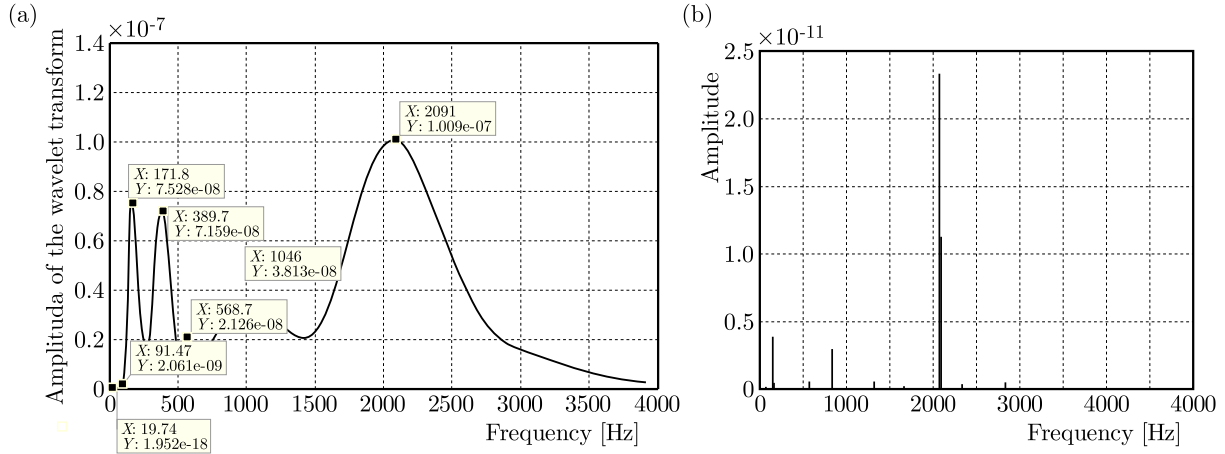 (a)
×10-7
Amplituda of the wavelet transform
1.4
1.2
1.0
0.8
0.6
0.4
0.2
0
X: 171.8
Y: 7.528e-08
X: 389.7
Y: 7.159e-08
X: 1046
Y: 3.813e-08
X: 568.7
Y: 2.126e-08
X: 91.47
Y: 2.061e-09
X: 19.74
Y: 1.952e-18
X: 2091
Y: 1.009e-07
0 500 1000 1500 2000 2500 3000 3500 4000
Frequency [Hz]
(b)
×10-11
Amplitude
2.5
2.0
1.5
1.0
0.5
0
0 1000 2000 3000 4000 4000
Frequency [Hz]